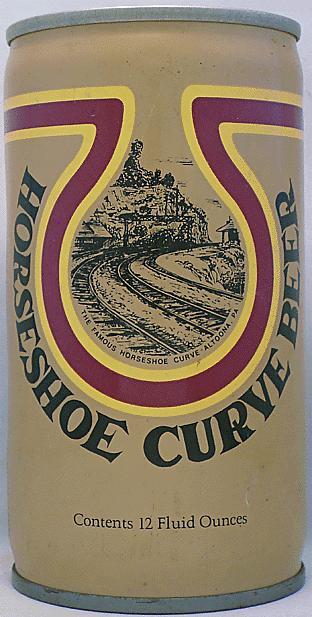 THE FAMOUS HORSESHOE CURVE ALTOONA PA
HORSESHOE CURVE BEER
Contents 12 Fluid Ounces